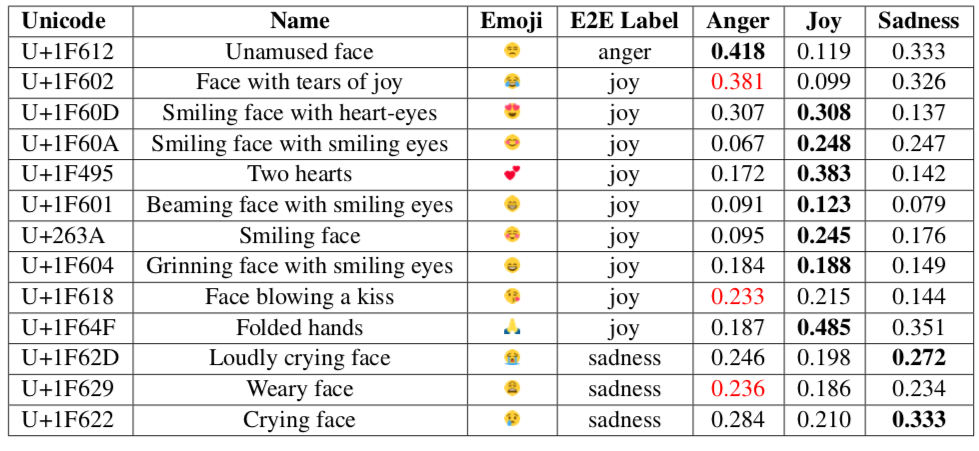 Unicode Name Emoji E2E Label Anger Joy Sadness
U+1F612 Unamused face 😒 anger 0.418 0.119 0.333
U+1F602 Face with tears of joy 😂 joy 0.381 0.099 0.326
U+1F60D Smiling face with heart-eyes 😍 joy 0.307 0.308 0.137
U+1F60A Smiling face with smiling eyes 😊 joy 0.067 0.248 0.247
U+1F495 Two hearts 💕 joy 0.172 0.383 0.142
U+1F601 Beaming face with smiling eyes 😁 joy 0.091 0.123 0.079
U+263A Smiling face ☺ joy 0.095 0.245 0.176
U+1F604 Grinning face with smiling eyes 😄 joy 0.184 0.188 0.149
U+1F618 Face blowing a kiss 😘 joy 0.233 0.215 0.144
U+1F64F Folded hands 🙏 joy 0.187 0.485 0.351
U+1F62D Loudly crying face 😭 sadness 0.246 0.198 0.272
U+1F629 Weary face 😩 sadness 0.236 0.186 0.234
U+1F622 Crying face 😢 sadness 0.284 0.210 0.333